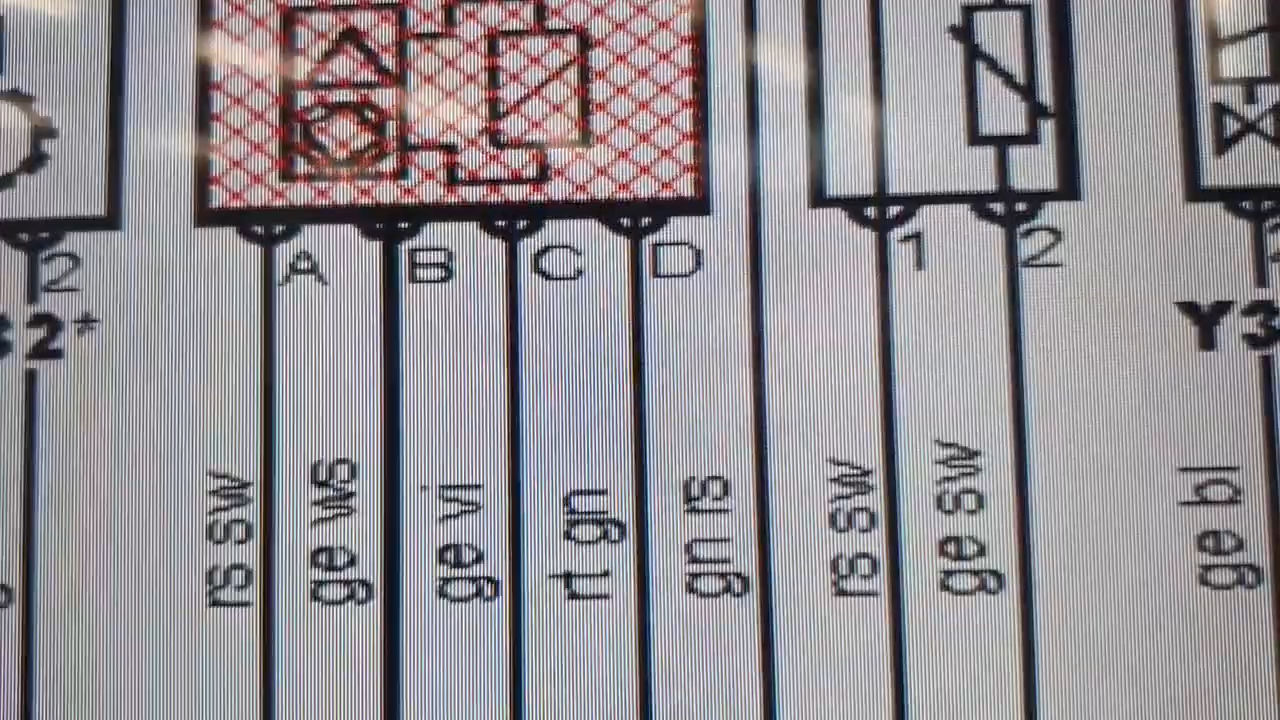 A B C D 1 2
2
2*
Y3
rs sw
ge ws
ge vi
rt gn
gn rs
rs sw
ge sw
ge bl